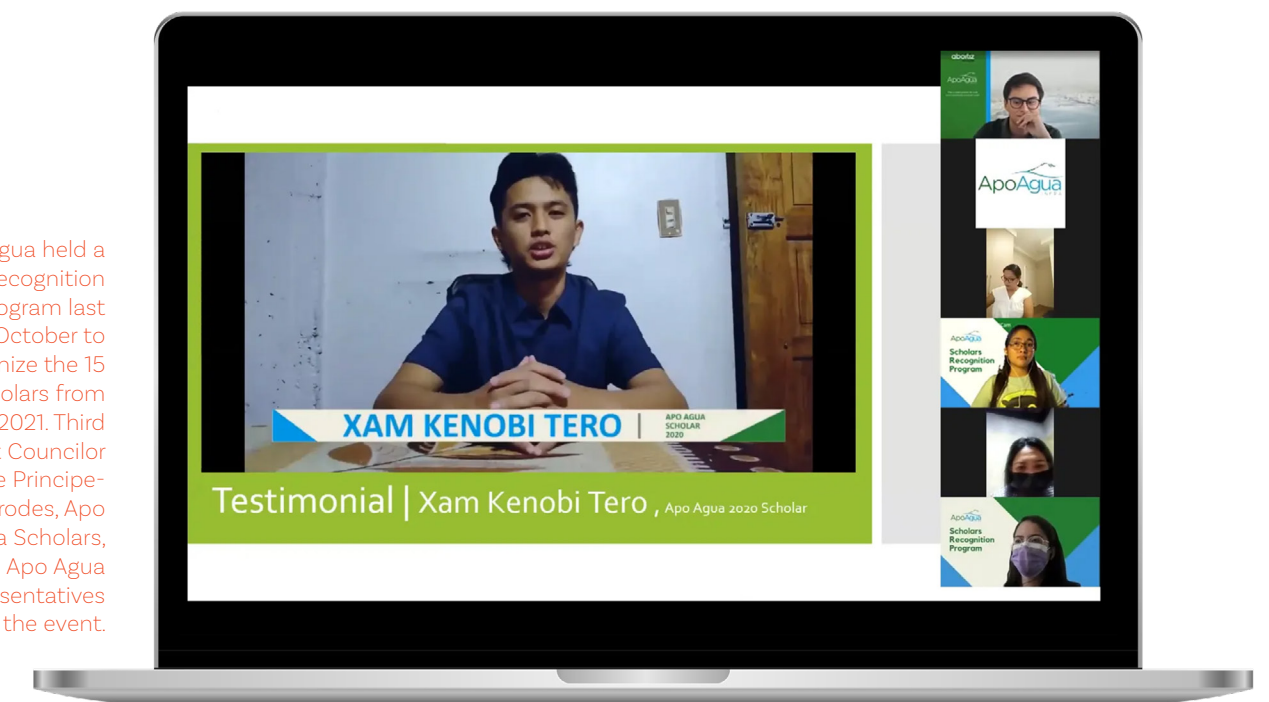 gua held a
ecognition
ogram last
October to
nize the 15
olars from
2021. Third
t Councilor
e Principe-
rodes, Apo
a Scholars,
Apo Agua
sentatives
the event.
XAM KENOBI TERO | APO AGUA
SCHOLAR
2020
Testimonial | Xam Kenobi Tero , Apo Agua 2020 Scholar
aboitiz
ApoAgua
ApoAgua
ApoAgua
Scholars
Recognition
Program
ApoAgua
Scholars
Recognition
Program